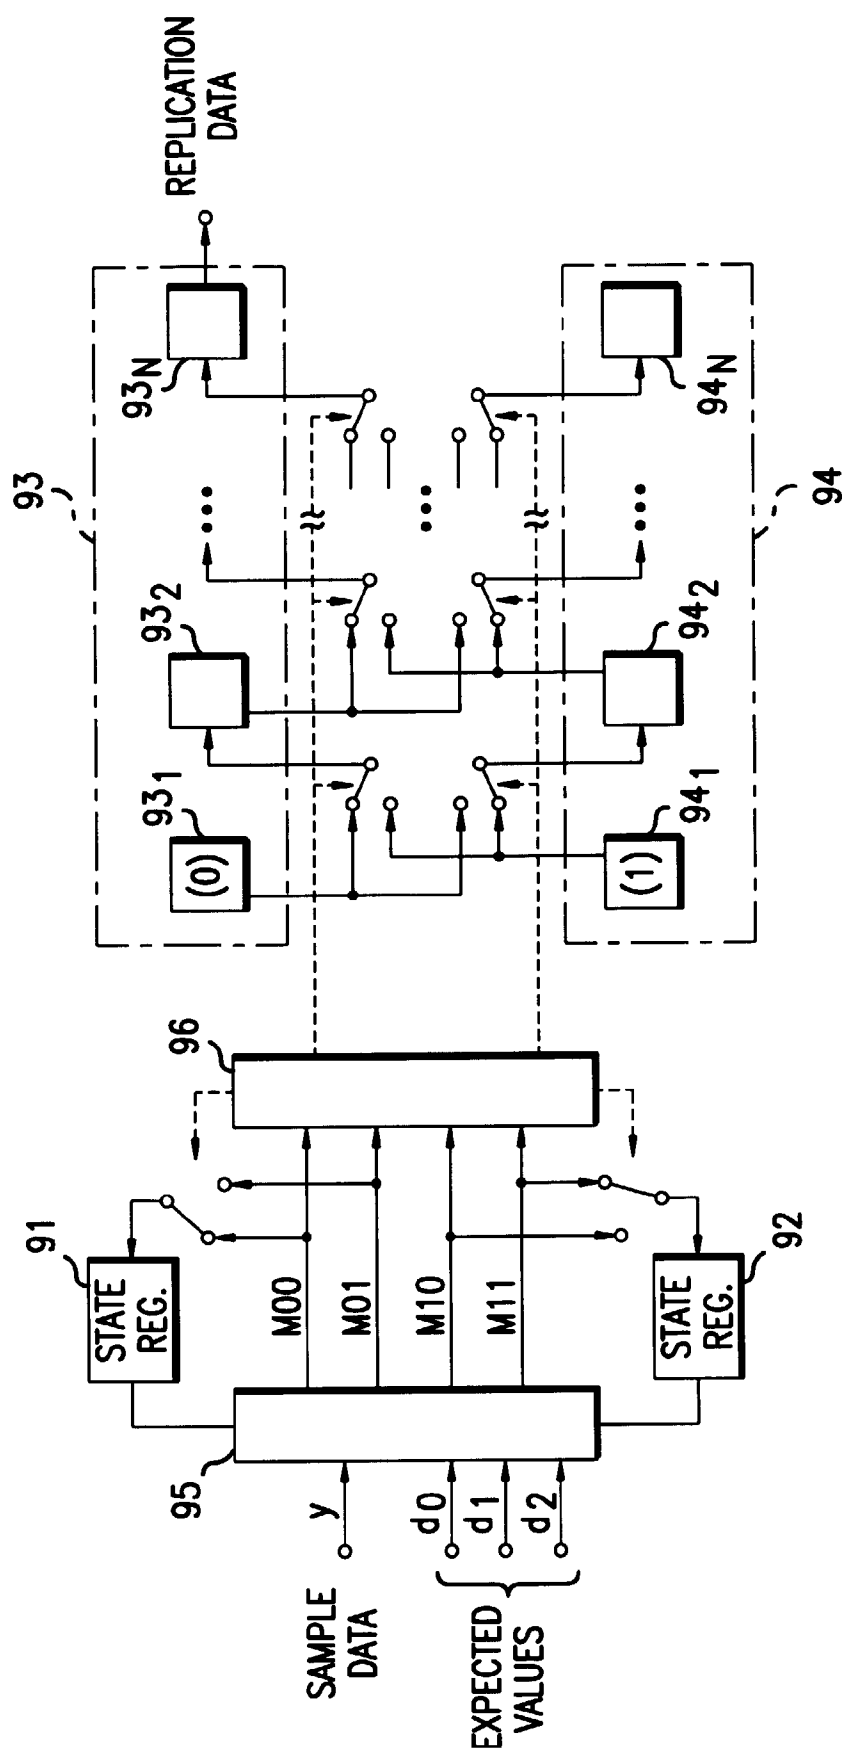 SAMPLE
DATA
y
EXPECTED
VALUES
d0
d1
d2
95
91
STATE
REG.
M00
M01
M10
M11
STATE
REG.
92
96
93
931
(0)
932
93N
REPLICATION
DATA
941
(1)
942
94N
94